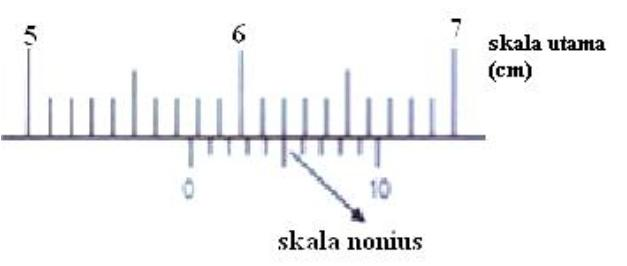 5 6 7
skala utama
(cm)
0 10
skala nonius